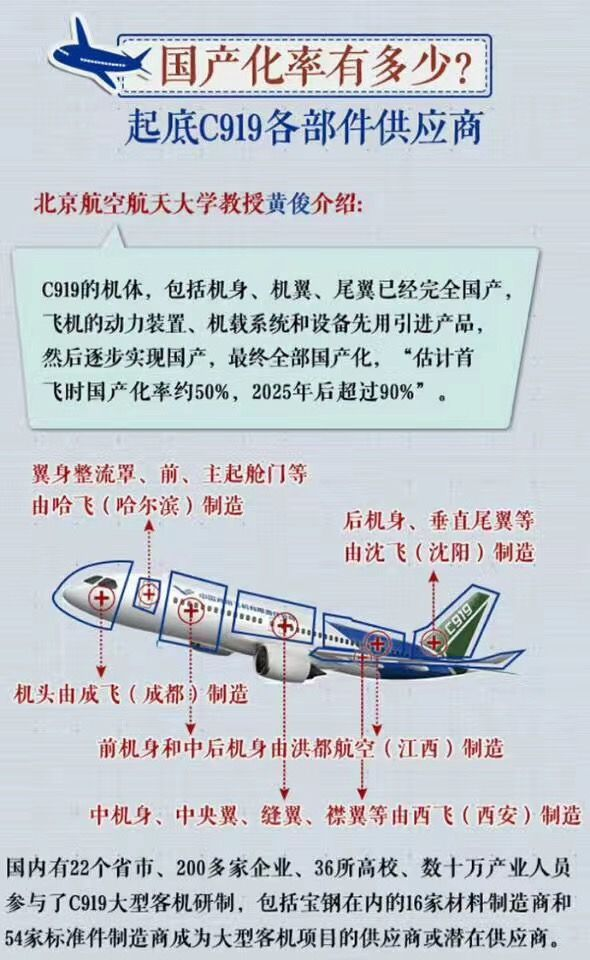 国产化率有多少?
起底C919各部件供应商
北京航空航天大学教授黄俊介绍:
C919的机体，包括机身、机翼、尾翼已经完全国产，
飞机的动力装置、机载系统和设备先用引进产品，
然后逐步实现国产，最终全部国产化，“估计首
飞时国产化率约50%，2025年后超过90%”。
翼身整流罩、前、主起舱门等
由哈飞（哈尔滨）制造
后机身、垂直尾翼等
由沈飞（沈阳）制造
C919
机头由成飞（成都）制造
前机身和中后机身由洪都航空（江西）制造
中机身、中央翼、缝翼、襟翼等由西飞（西安）制造
国内有22个省市、200多家企业、36所高校、数十万产业人员
参与了C919大型客机研制，包括宝钢在内的16家材料制造商和
54家标准件制造商成为大型客机项目的供应商或潜在供应商。